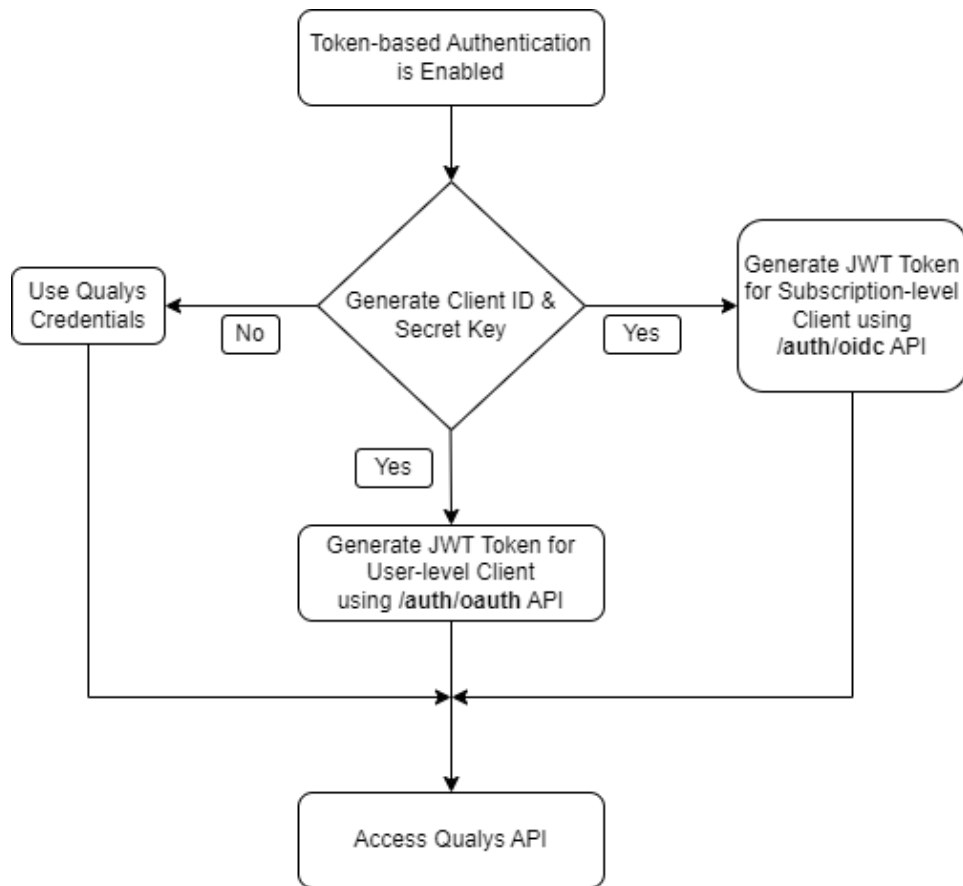 Token-based Authentication
is Enabled
Generate Client ID &
Secret Key
Use Qualys
Credentials
No
Yes
Generate JWT Token
for Subscription-level
Client using
/auth/oidc API
Yes
Generate JWT Token for
User-level Client
using /auth/oauth API
Access Qualys API